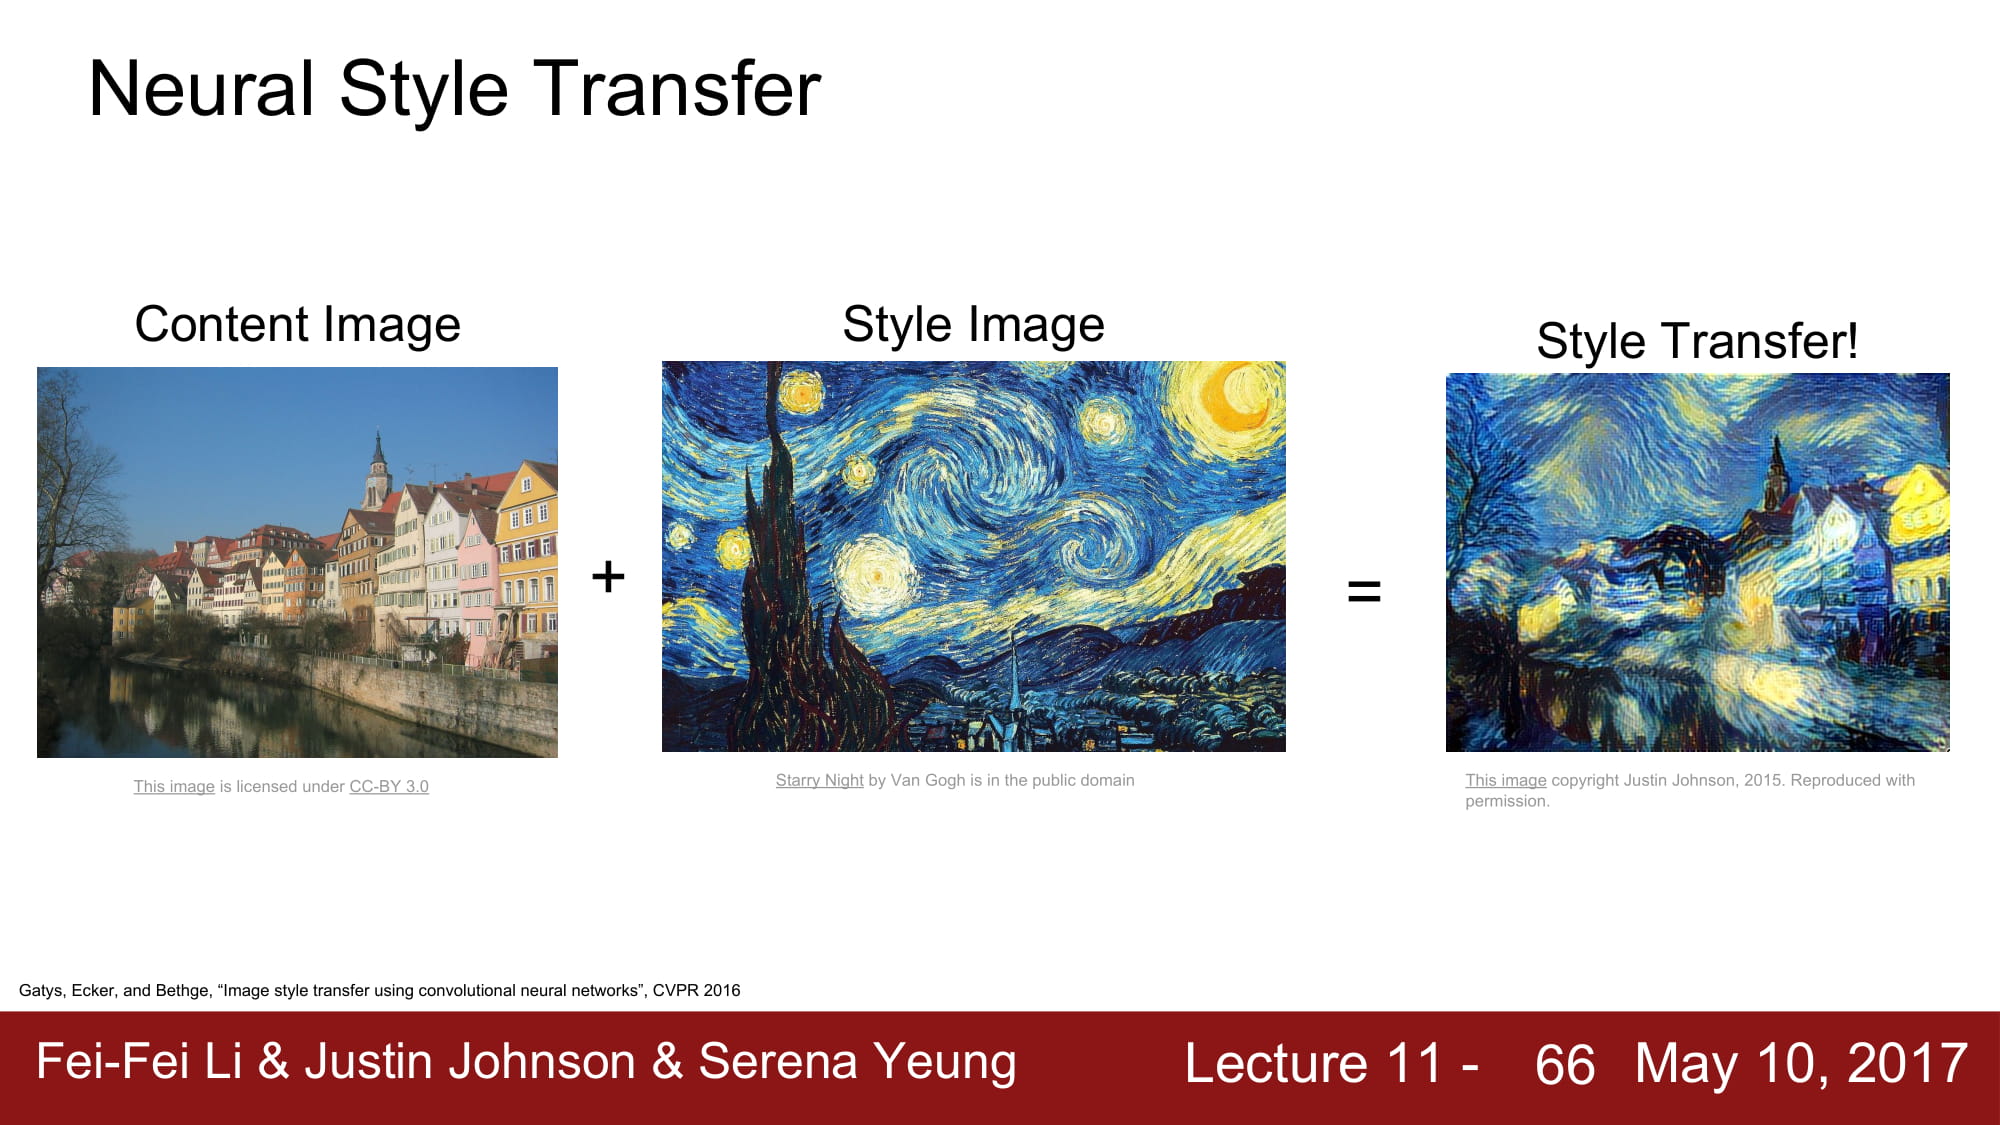 Neural Style Transfer
Content Image
Style Image
Style Transfer!
+
=
This image is licensed under CC-BY 3.0
Starry Night by Van Gogh is in the public domain
This image copyright Justin Johnson, 2015. Reproduced with
permission.
Gatys, Ecker, and Bethge, “Image style transfer using convolutional neural networks”, CVPR 2016
Fei-Fei Li & Justin Johnson & Serena Yeung
Lecture 11 - 66 May 10, 2017